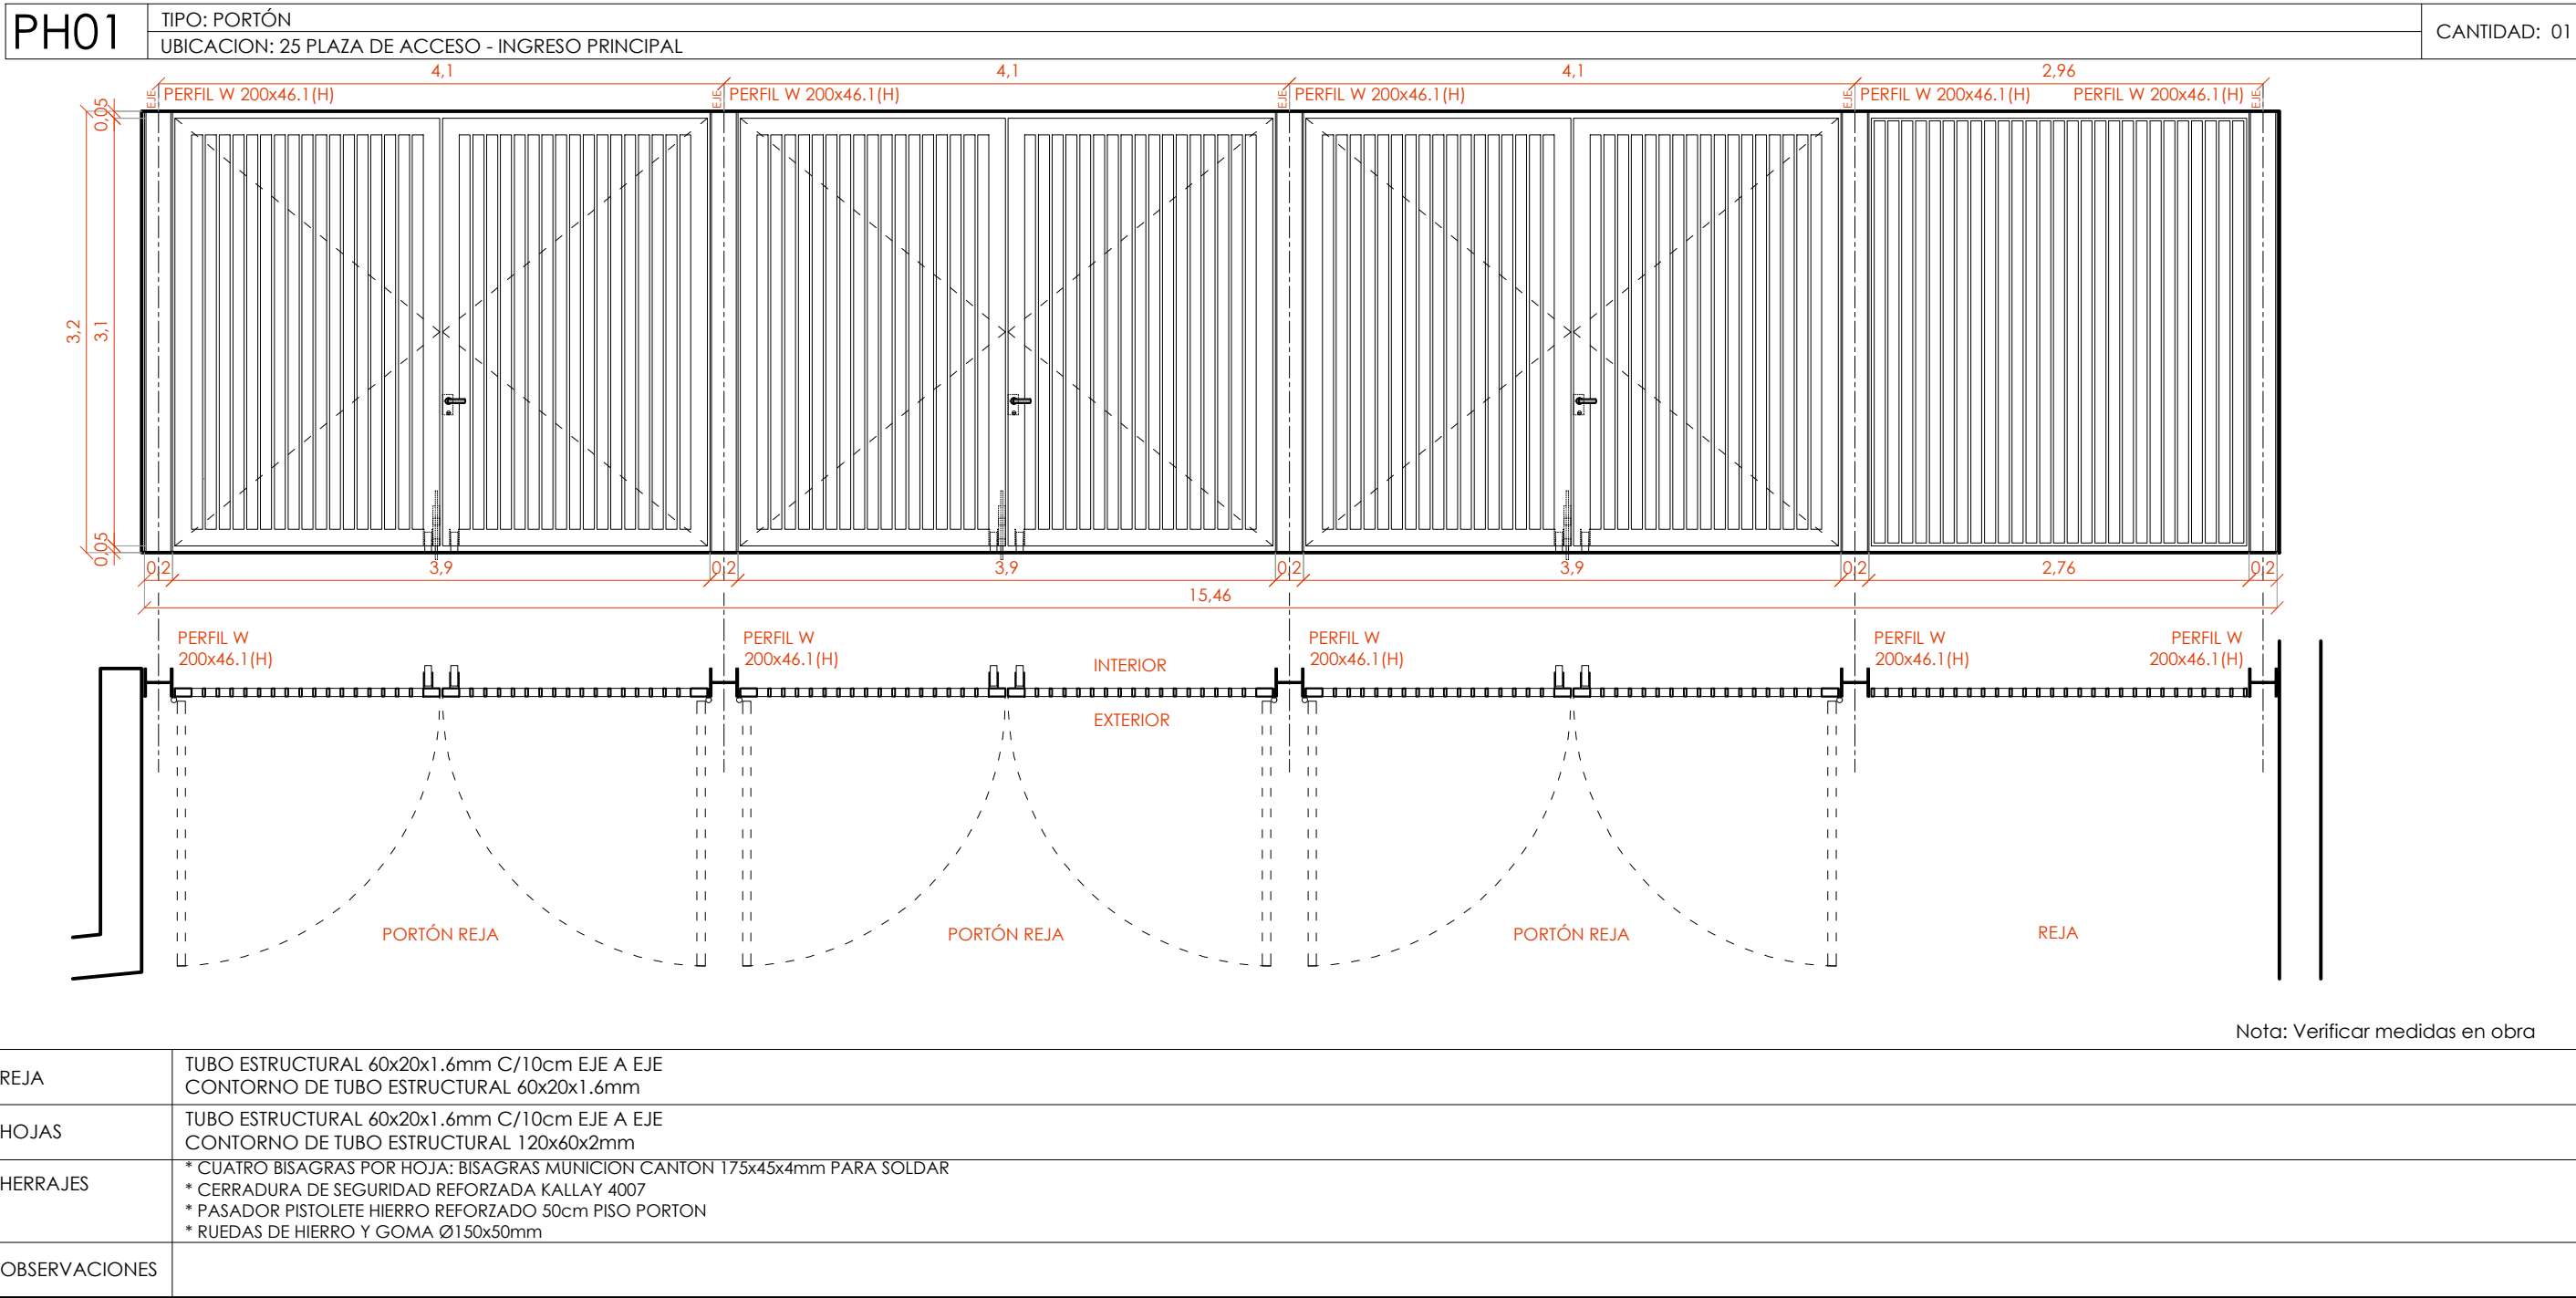 PH01
TIPO: PORTÓN
UBICACION: 25 PLAZA DE ACCESO - INGRESO PRINCIPAL
CANTIDAD: 01
4,1
4,1
4,1
2,96
EJE
PERFIL W 200x46.1(H)
EJE
PERFIL W 200x46.1(H)
EJE
PERFIL W 200x46.1(H)
EJE
PERFIL W 200x46.1(H)
PERFIL W 200x46.1(H)
EJE
0,05
3,2
3,1
0,05
0,2
3,9
0,2
3,9
0,2
3,9
0,2
2,76
0,2
15,46
PERFIL W
200x46.1(H)
PERFIL W
200x46.1(H)
PERFIL W
200x46.1(H)
PERFIL W
200x46.1(H)
PERFIL W
200x46.1(H)
INTERIOR
EXTERIOR
PORTÓN REJA
PORTÓN REJA
PORTÓN REJA
REJA
Nota: Verificar medidas en obra
REJA
TUBO ESTRUCTURAL 60x20x1.6mm C/10cm EJE A EJE
CONTORNO DE TUBO ESTRUCTURAL 60x20x1.6mm
HOJAS
TUBO ESTRUCTURAL 60x20x1.6mm C/10cm EJE A EJE
CONTORNO DE TUBO ESTRUCTURAL 120x60x2mm
HERRAJES
* CUATRO BISAGRAS POR HOJA: BISAGRAS MUNICION CANTON 175x45x4mm PARA SOLDAR
* CERRADURA DE SEGURIDAD REFORZADA KALLAY 4007
* PASADOR PISTOLETE HIERRO REFORZADO 50cm PISO PORTON
* RUEDAS DE HIERRO Y GOMA Ø150x50mm
OBSERVACIONES